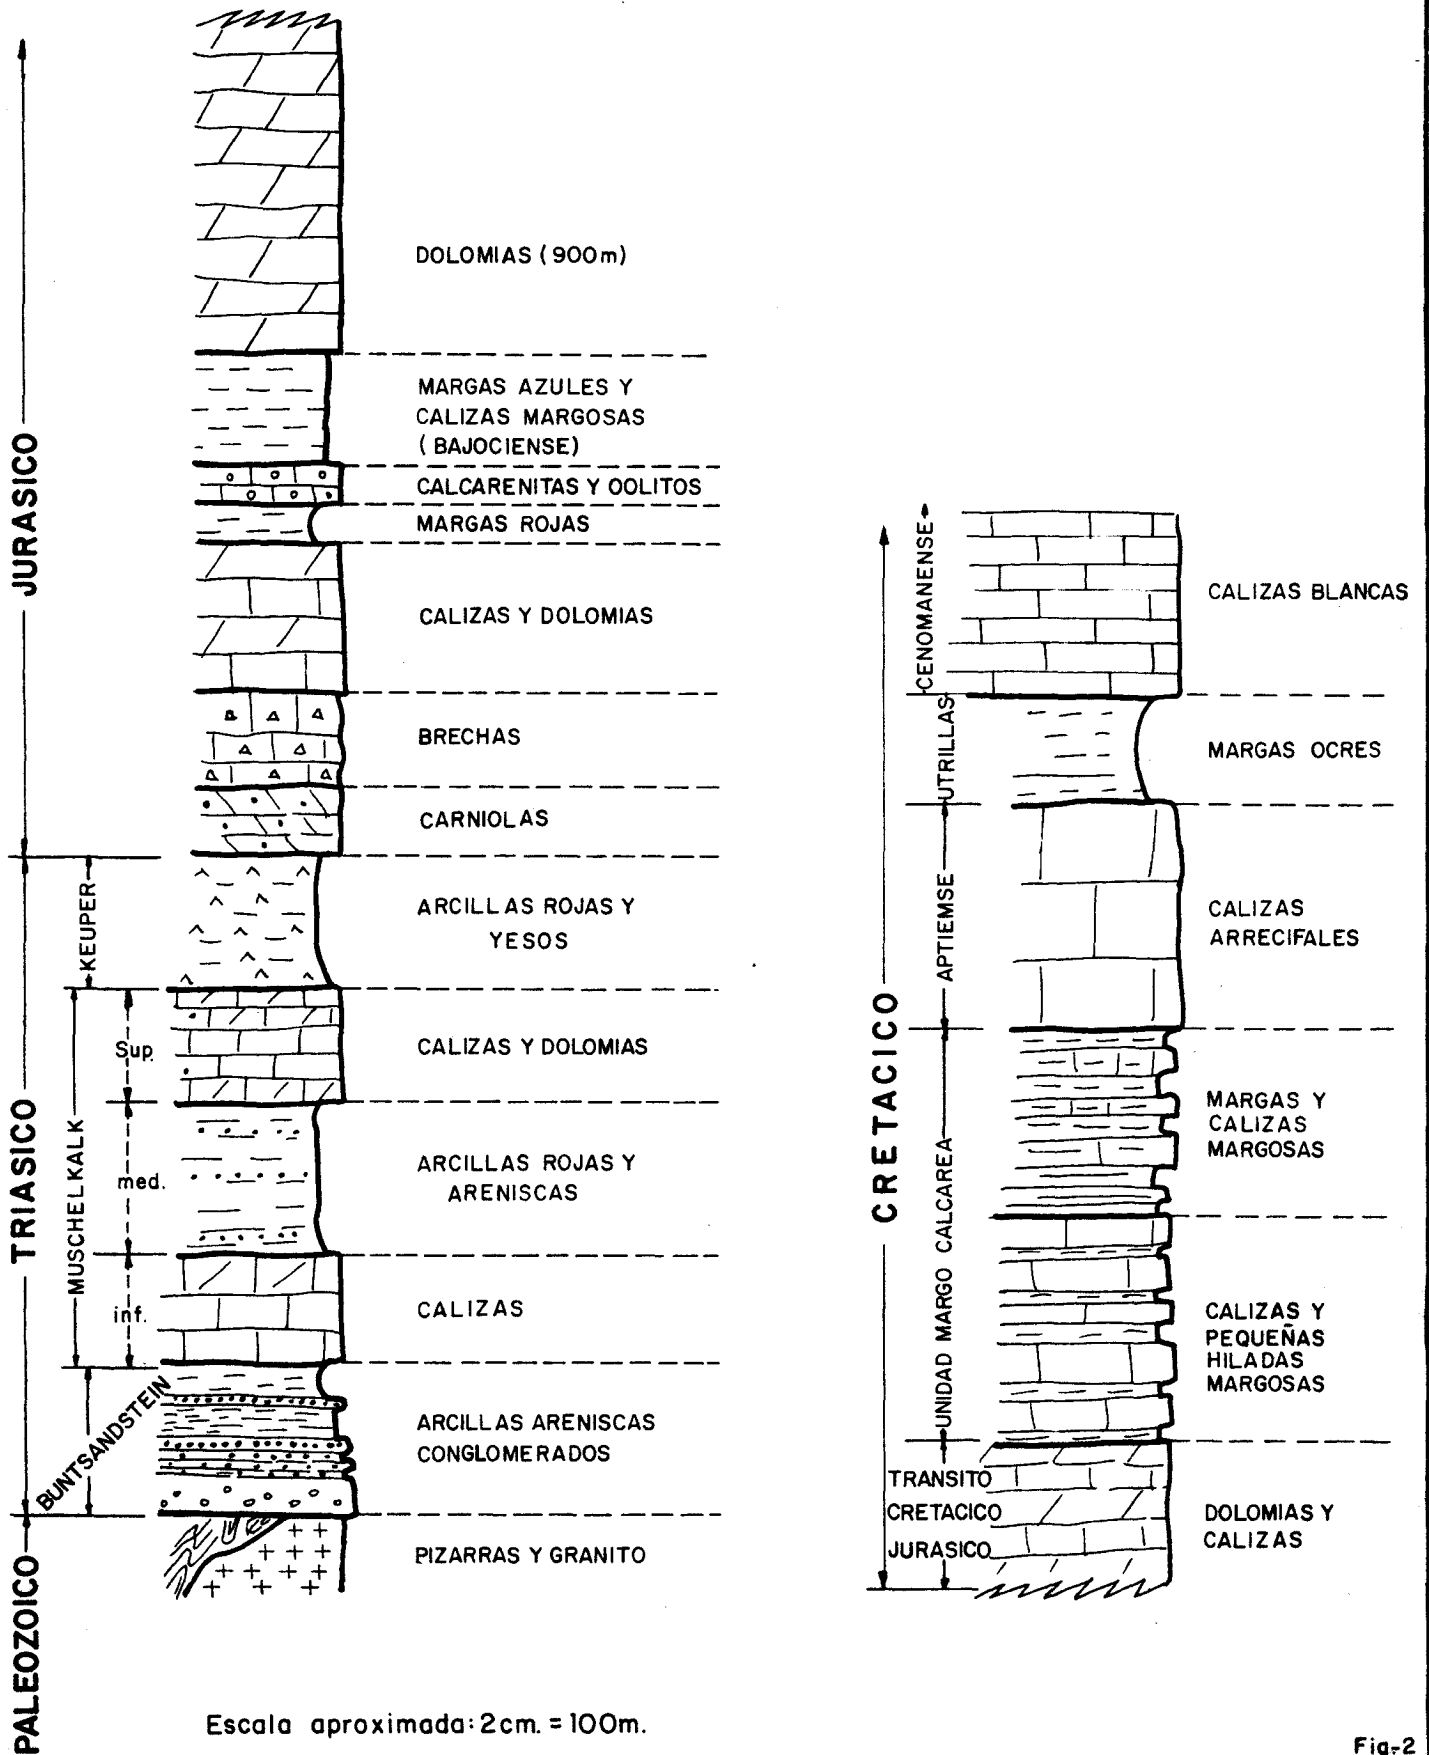 JURASICO
DOLOMIAS (900m)
MARGAS AZULES Y
CALIZAS MARGOSAS
(BAJOCIENSE)
CALCARENITAS Y OOLITOS
MARGAS ROJAS
CALIZAS Y DOLOMIAS
BRECHAS
CARNIOLAS
TRIASICO
KEUPER
ARCILLAS ROJAS Y
YESOS
MUSCHELKALK
Sup.
CALIZAS Y DOLOMIAS
med.
ARCILLAS ROJAS Y
ARENISCAS
inf.
CALIZAS
BUNTSANDSTEIN
ARCILLAS ARENISCAS
CONGLOMERADOS
PALEOZOICO
PIZARRAS Y GRANITO
CRETACICO
CENOMANENSE
CALIZAS BLANCAS
UTRILLAS
MARGAS OCRES
APTIEMSE
CALIZAS
ARRECIFALES
UNIDAD MARGO CALCAREA
MARGAS Y
CALIZAS
MARGOSAS
CALIZAS Y
PEQUEÑAS
HILADAS
MARGOSAS
TRANSITO
CRETACICO
JURASICO
DOLOMIAS Y
CALIZAS
Escala aproximada: 2cm. = 100m.
Fig-2